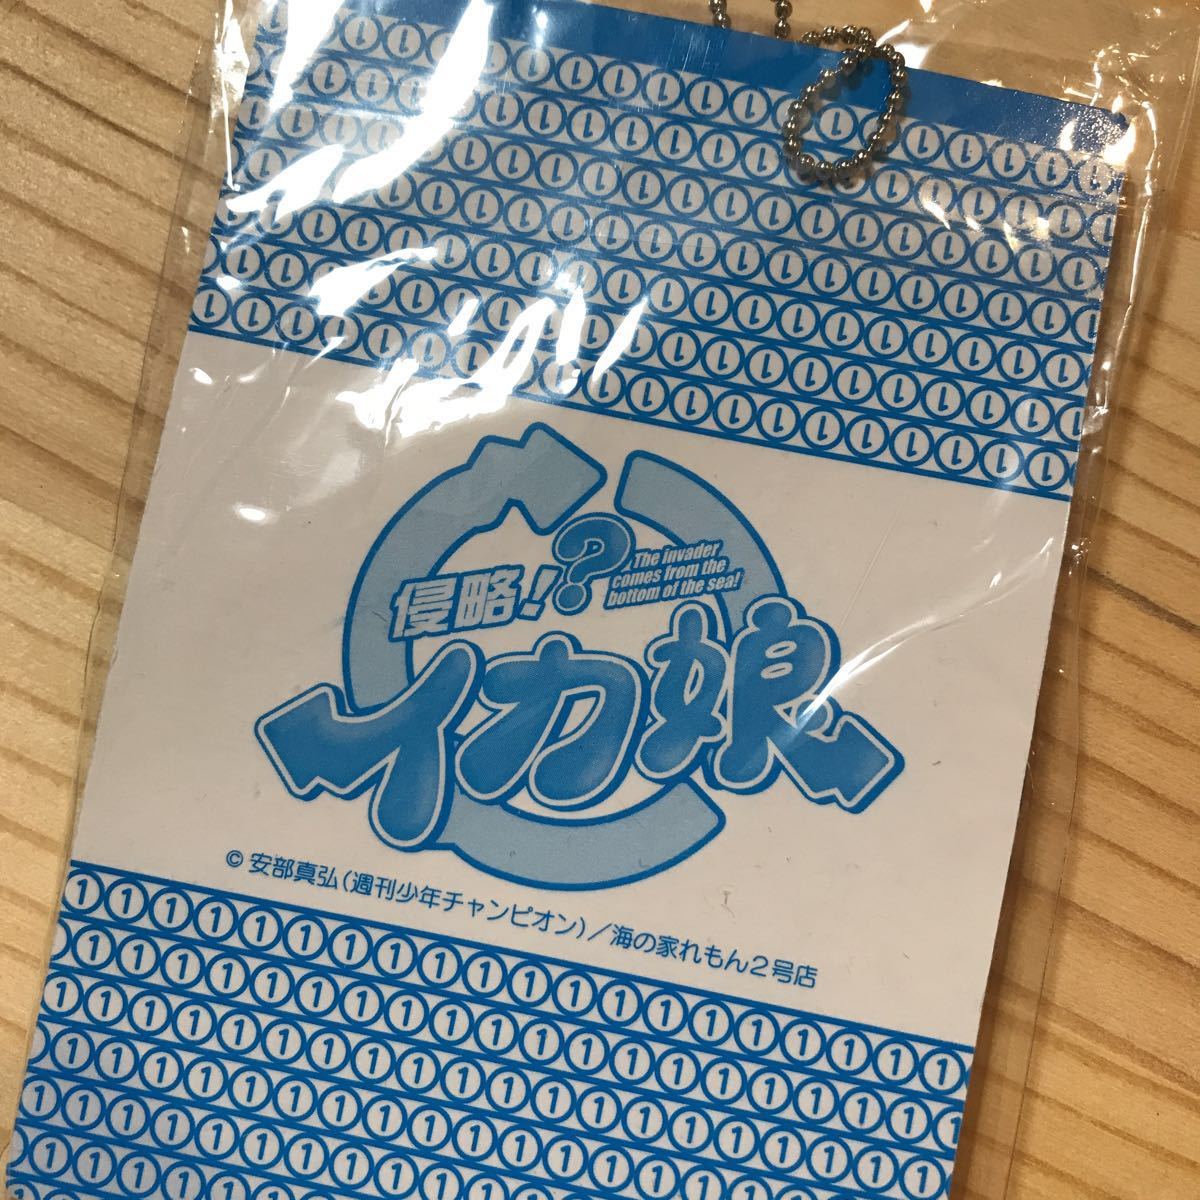 侵略!?
The invader
comes from the
bottom of the sea!
イカ娘
© 安部真弘(週刊少年チャンピオン)/海の家れもん2号店